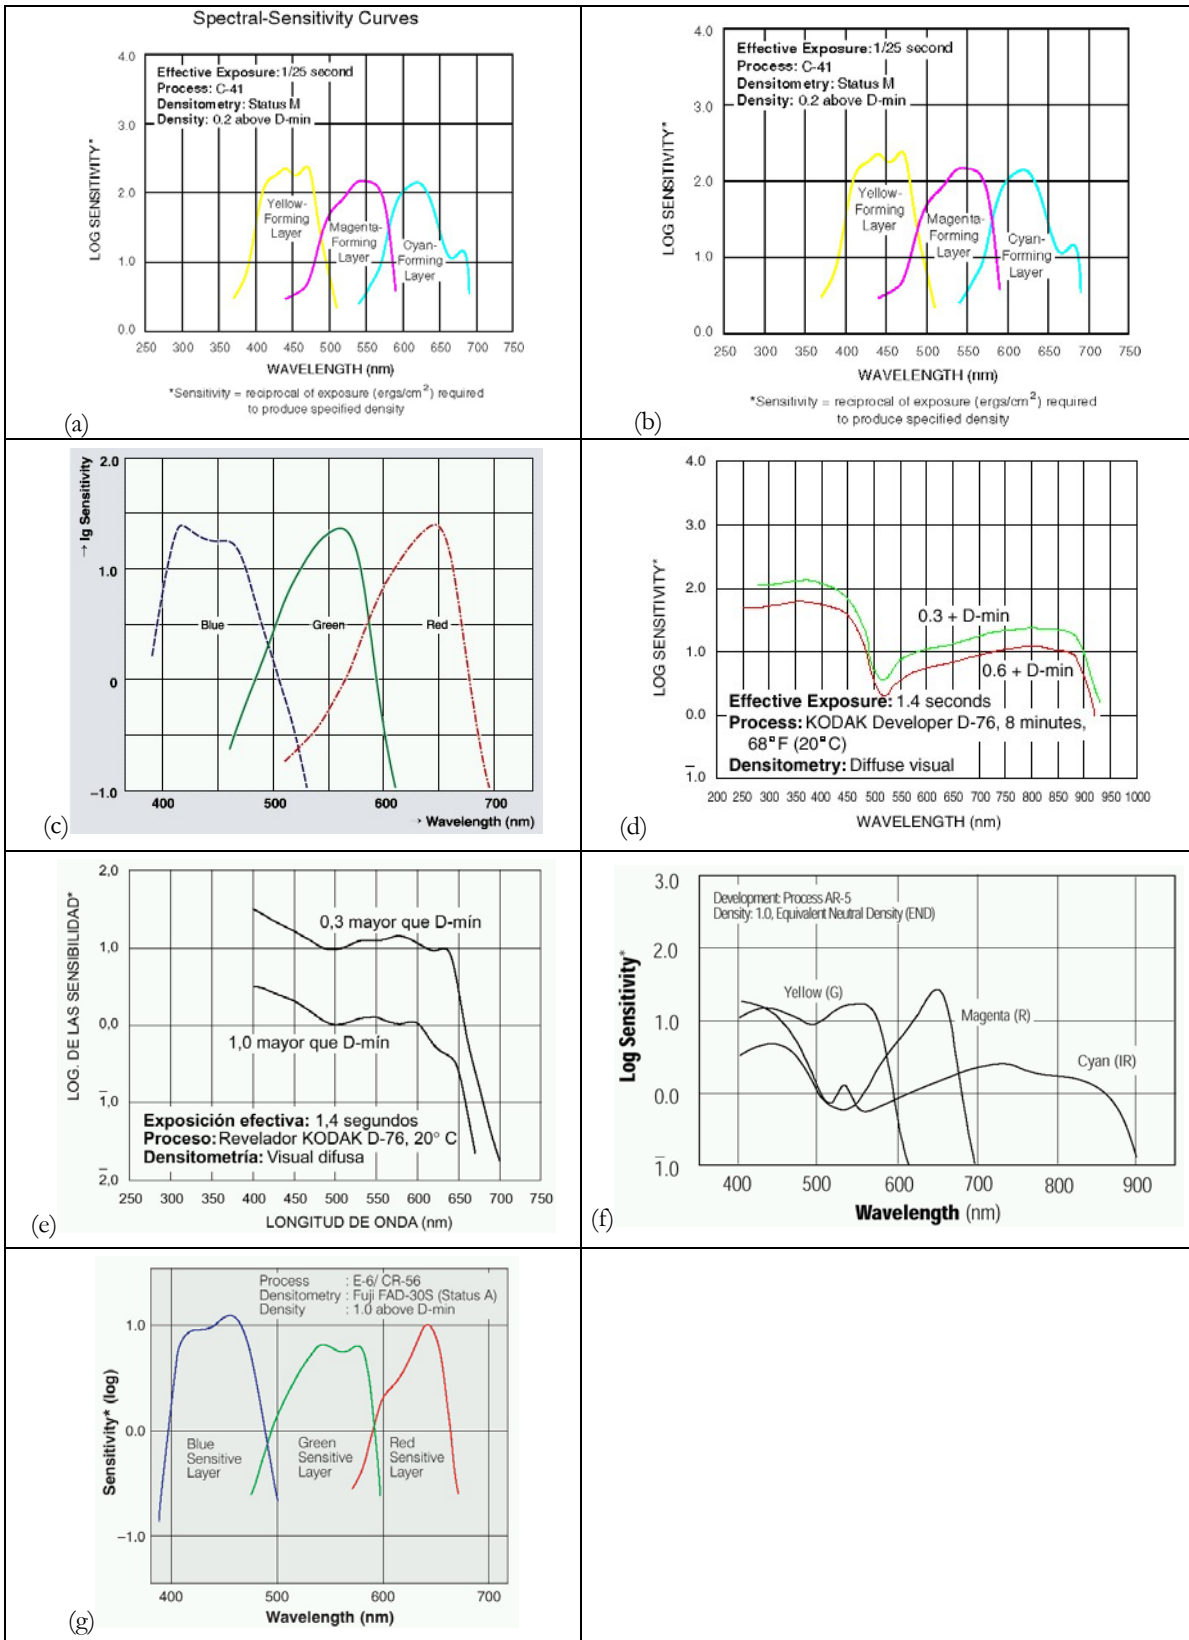 Spectral-Sensitivity Curves
4.0
3.0
2.0
1.0
0.0
LOG SENSITIVITY*
Effective Exposure: 1/25 second
Process: C-41
Densitometry: Status M
Density: 0.2 above D-min
Yellow-
Forming
Layer
Magenta-
Forming
Layer
Cyan-
Forming
Layer
250 300 350 400 450 500 550 600 650 700 750
WAVELENGTH (nm)
*Sensitivity = reciprocal of exposure (ergs/cm²) required
to produce specified density
(a)
4.0
3.0
2.0
1.0
0.0
LOG SENSITIVITY*
Effective Exposure: 1/25 second
Process: C-41
Densitometry: Status M
Density: 0.2 above D-min
Yellow-
Forming
Layer
Magenta-
Forming
Layer
Cyan-
Forming
Layer
250 300 350 400 450 500 550 600 650 700 750
WAVELENGTH (nm)
*Sensitivity = reciprocal of exposure (ergs/cm²) required
to produce specified density
(b)
2.0
1.0
0
−1.0
→ lg Sensitivity
Blue
Green
Red
400 500 600 700
→ Wavelength (nm)
(c)
4.0
3.0
2.0
1.0
0.0
1̅.0
LOG SENSITIVITY*
0.3 + D-min
0.6 + D-min
Effective Exposure: 1.4 seconds
Process: KODAK Developer D-76, 8 minutes,
68°F (20°C)
Densitometry: Diffuse visual
200 250 300 350 400 450 500 550 600 650 700 750 800 850 900 950 1000
WAVELENGTH (nm)
(d)
2,0
1,0
0,0
1̅,0
2̅,0
LOG. DE LAS SENSIBILIDAD*
0,3 mayor que D-mín
1,0 mayor que D-mín
Exposición efectiva: 1,4 segundos
Proceso: Revelador KODAK D-76, 20° C
Densitometría: Visual difusa
250 300 350 400 450 500 550 600 650 700 750
LONGITUD DE ONDA (nm)
(e)
3.0
2.0
1.0
0.0
1̅.0
Log Sensitivity*
Development: Process AR-5
Density: 1.0, Equivalent Neutral Density (END)
Yellow (G)
Magenta (R)
Cyan (IR)
400 500 600 700 800 900
Wavelength (nm)
(f)
1.0
0.0
−1.0
Sensitivity* (log)
Process : E-6/ CR-56
Densitometry : Fuji FAD-30S (Status A)
Density : 1.0 above D-min
Blue
Sensitive
Layer
Green
Sensitive
Layer
Red
Sensitive
Layer
400 500 600 700
Wavelength (nm)
(g)